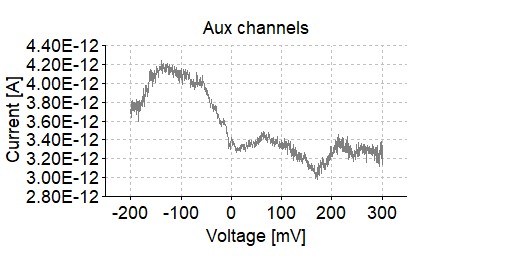 Aux channels
Current [A]
4.40E-12
4.20E-12
4.00E-12
3.80E-12
3.60E-12
3.40E-12
3.20E-12
3.00E-12
2.80E-12
-200 -100 0 100 200 300
Voltage [mV]